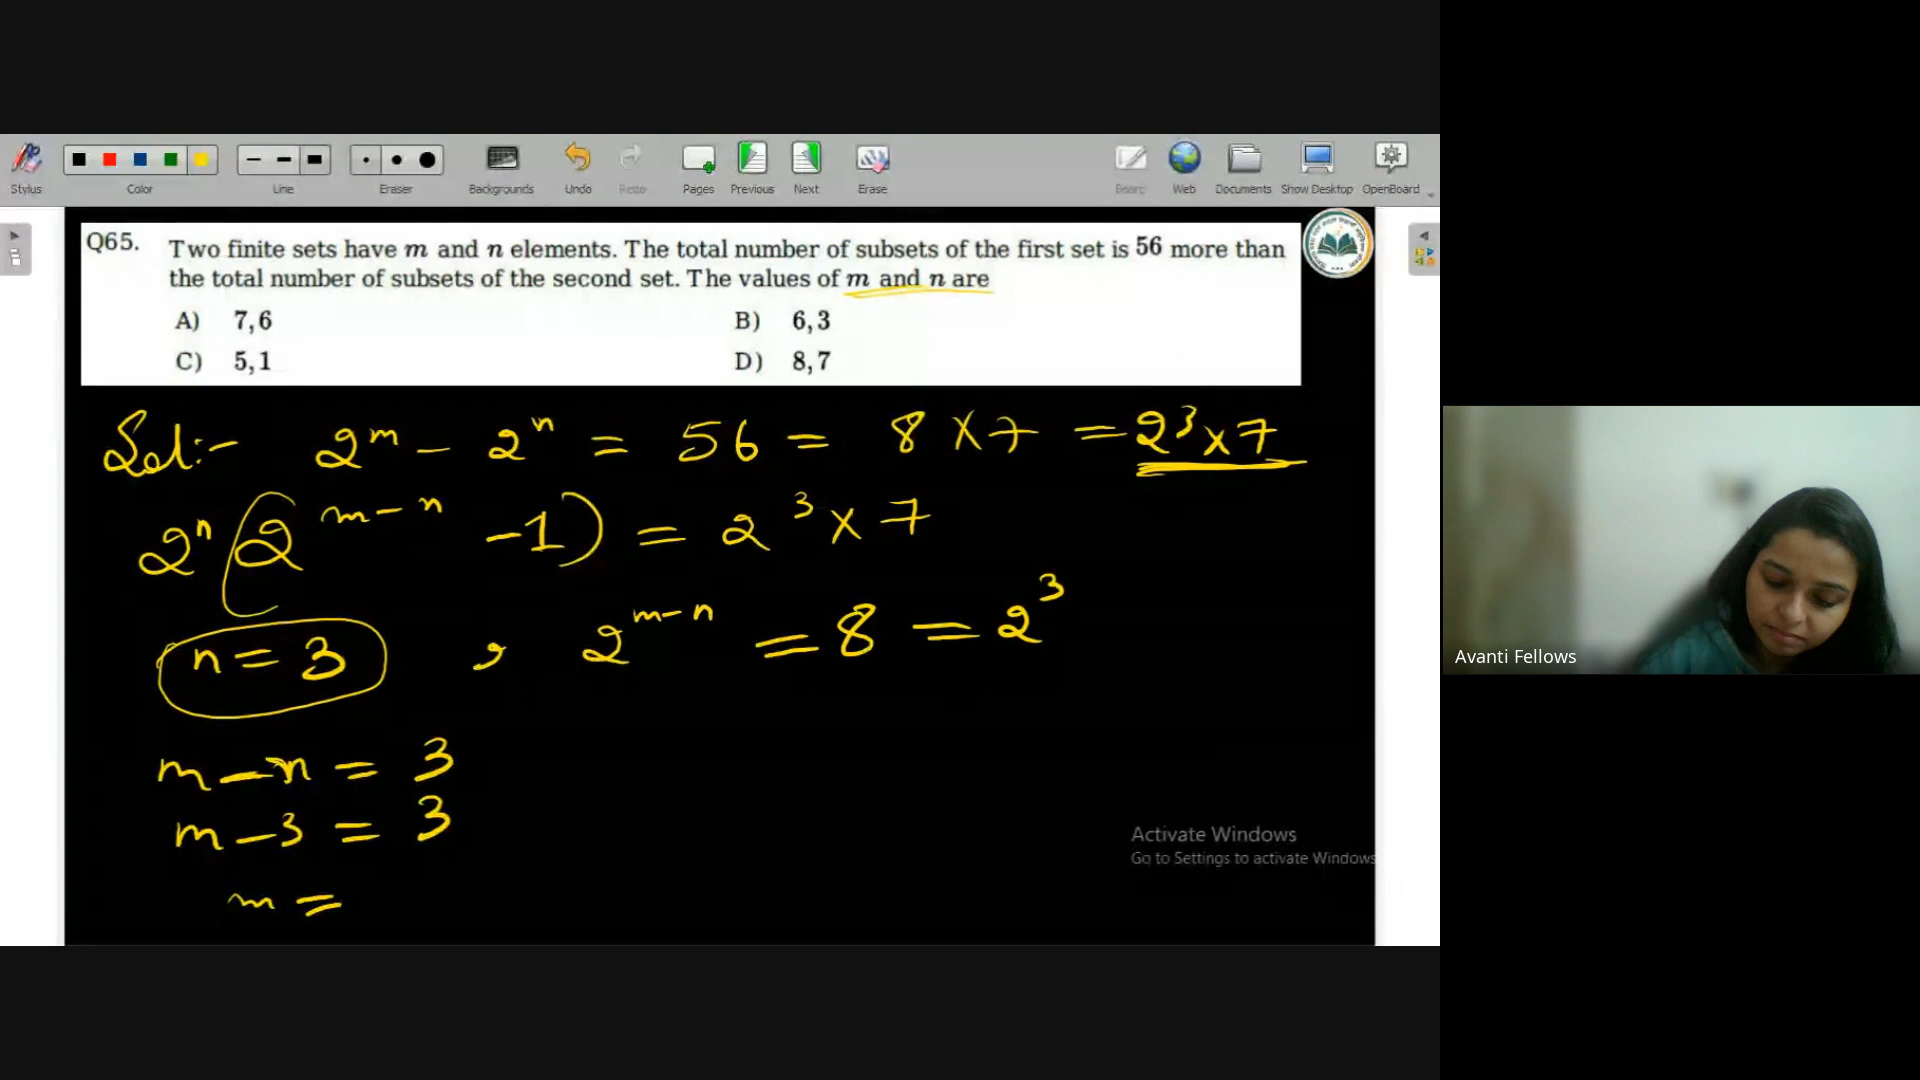 Stylus Color Line Eraser Backgrounds Undo Redo Pages Previous Next Erase Board Web Documents Show Desktop OpenBoard
Q65. Two finite sets have m and n elements. The total number of subsets of the first set is 56 more than
the total number of subsets of the second set. The values of m and n are
A) 7,6 B) 6,3
C) 5,1 D) 8,7
Sol:- 2^m - 2^n = 56 = 8 × 7 = 2^3 × 7
2^n (2^{m-n} - 1) = 2^3 × 7
n = 3 , 2^{m-n} = 8 = 2^3
m - n = 3
m - 3 = 3
m =
Activate Windows
Go to Settings to activate Windows
Avanti Fellows